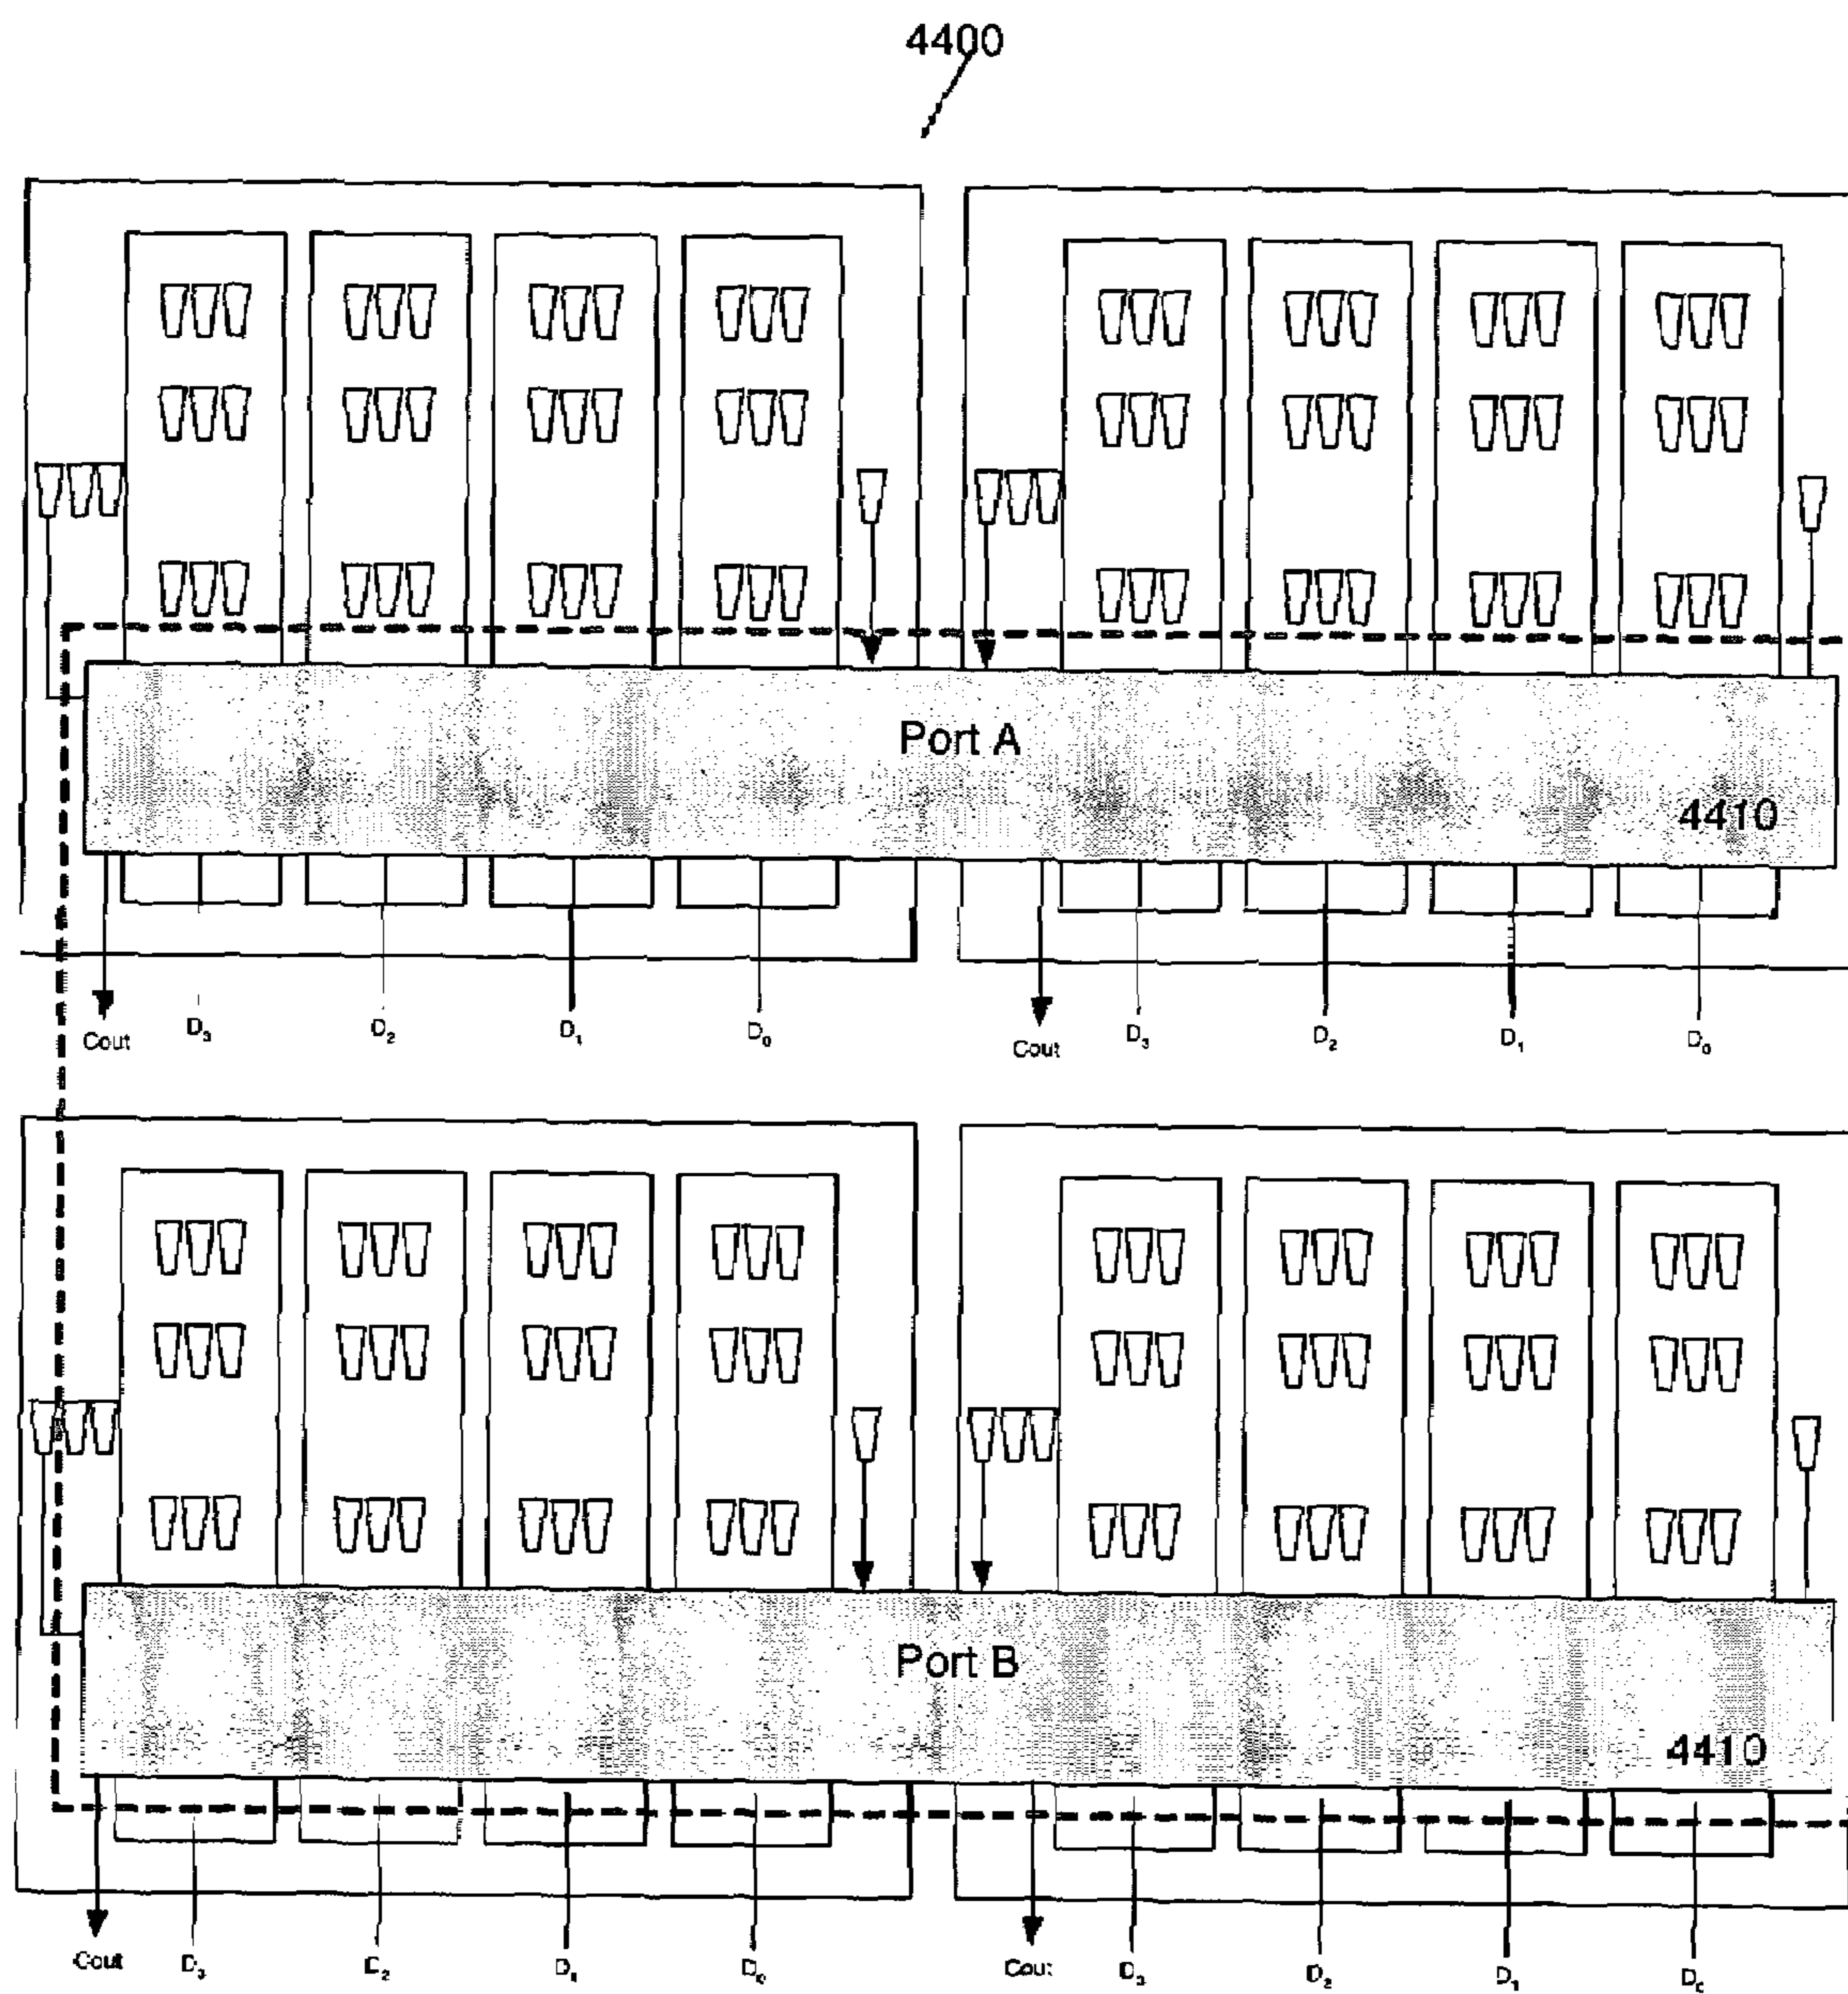 4400
Port A
4410
Cout D₃ D₂ D₁ D₀ Cout D₃ D₂ D₁ D₀
Port B
4410
Cout D₃ D₂ D₁ D₀ Cout D₃ D₂ D₁ D₀